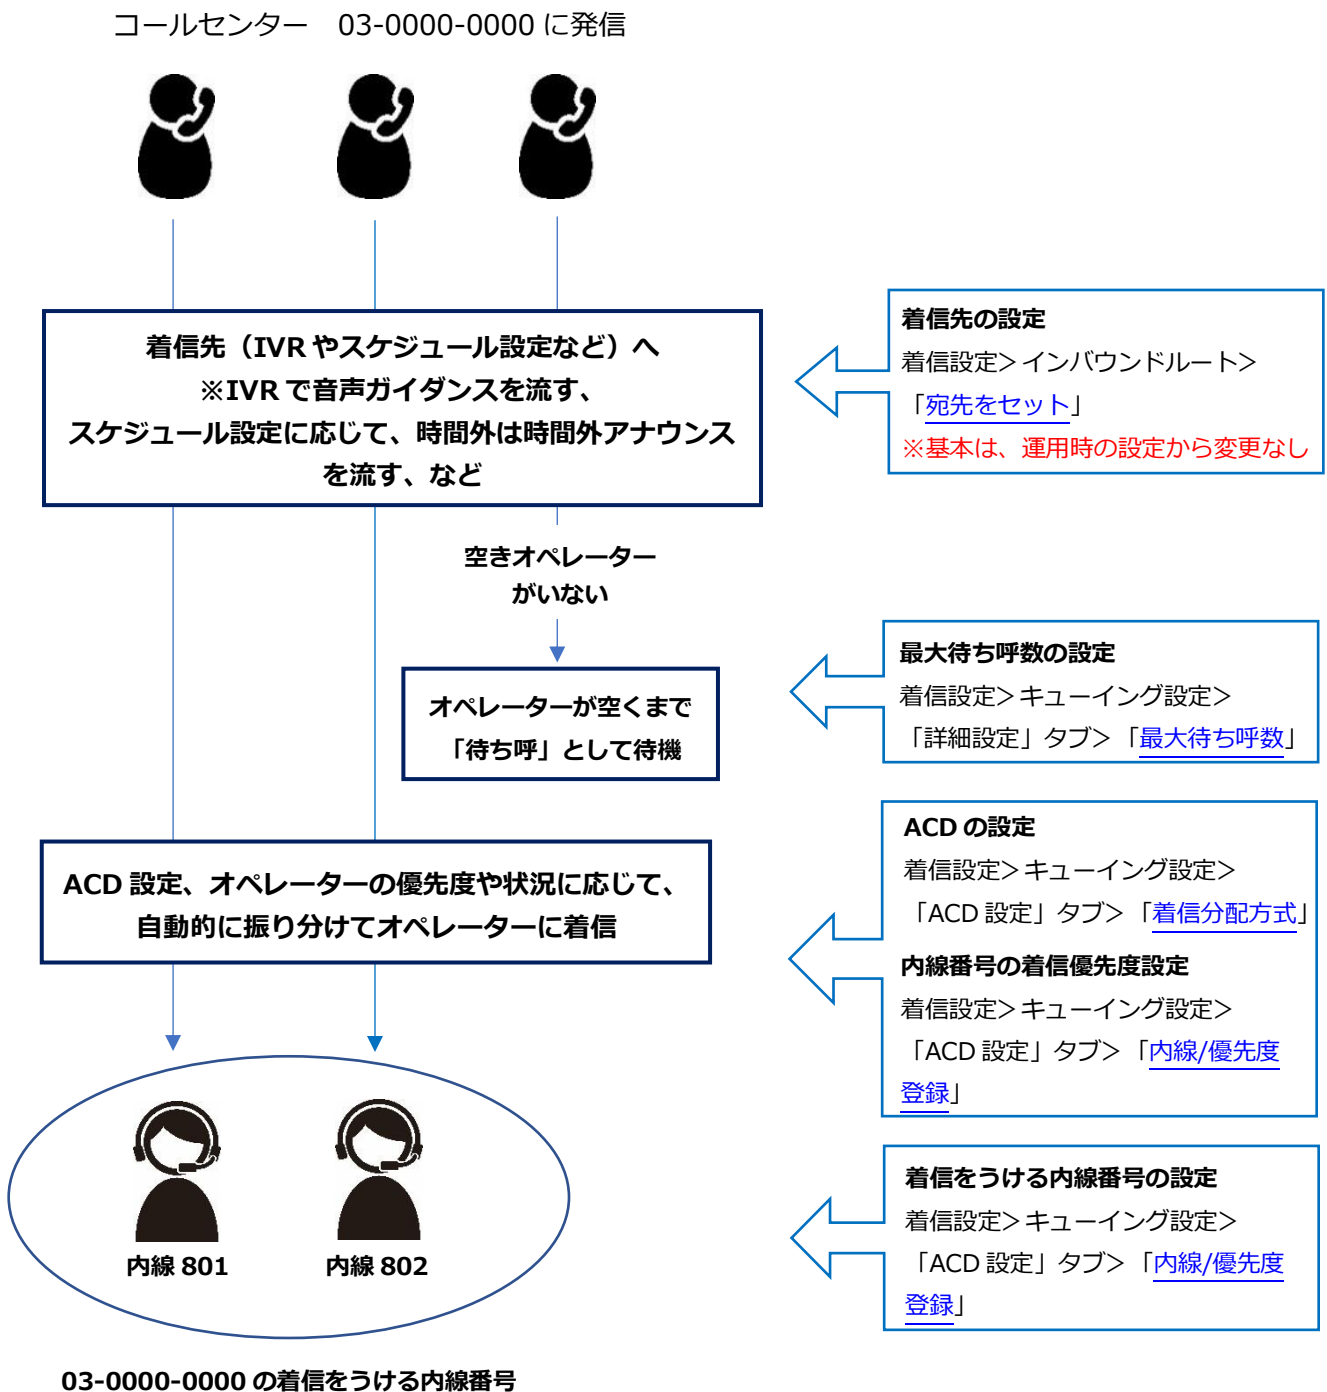 コールセンター　03-0000-0000 に発信
着信先（IVR やスケジュール設定など）へ
※IVR で音声ガイダンスを流す、
スケジュール設定に応じて、時間外は時間外アナウンス
を流す、など
着信先の設定
着信設定＞インバウンドルート＞
「宛先をセット」
※基本は、運用時の設定から変更なし
空きオペレーター
がいない
オペレーターが空くまで
「待ち呼」として待機
最大待ち呼数の設定
着信設定＞キューイング設定＞
「詳細設定」タブ＞「最大待ち呼数」
ACD 設定、オペレーターの優先度や状況に応じて、
自動的に振り分けてオペレーターに着信
ACD の設定
着信設定＞キューイング設定＞
「ACD 設定」タブ＞「着信分配方式」
内線番号の着信優先度設定
着信設定＞キューイング設定＞
「ACD 設定」タブ＞「内線/優先度
登録」
内線 801
内線 802
着信をうける内線番号の設定
着信設定＞キューイング設定＞
「ACD 設定」タブ＞「内線/優先度
登録」
03-0000-0000 の着信をうける内線番号